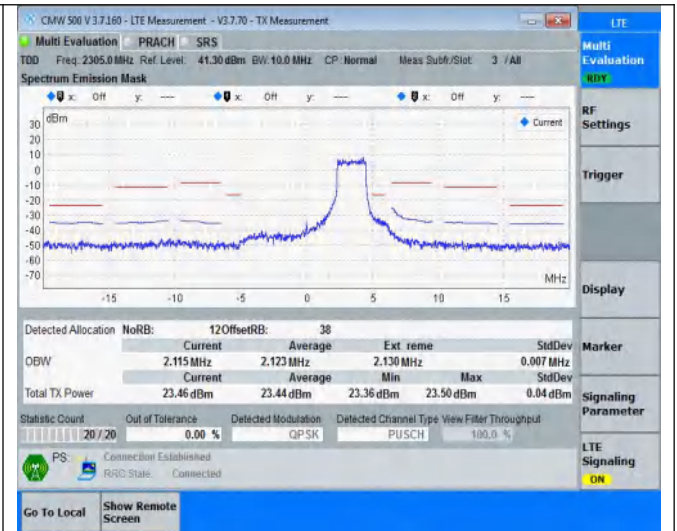 CMW 500 V 3.7.160 - LTE Measurement - V3.7.70 - TX Measurement
LTE
Multi Evaluation PRACH SRS
Multi Evaluation
RDY
TDD Freq: 2305.0 MHz Ref. Level: 41.30 dBm BW: 10.0 MHz CP: Normal Meas Subfr./Slot: 3 / All
Spectrum Emission Mask
x: Off y: --- x: Off y: --- x: Off y: ---
dBm
Current
30
20
10
0
-10
-20
-30
-40
-50
-60
-70
MHz
-15 -10 -5 0 5 10 15
RF Settings
Trigger
Display
Marker
Signaling Parameter
LTE Signaling
ON
Detected Allocation NoRB: 12 OffsetRB: 38
Current Average Extreme StdDev
OBW 2.115 MHz 2.123 MHz 2.130 MHz 0.007 MHz
Current Average Min Max StdDev
Total TX Power 23.46 dBm 23.44 dBm 23.36 dBm 23.50 dBm 0.04 dBm
Statistic Count Out of Tolerance Detected Modulation Detected Channel Type View Filter Throughput
20 / 20 0.00 % QPSK PUSCH 100.0 %
PS: Connection Established
RRC State: Connected
Go To Local
Show Remote Screen